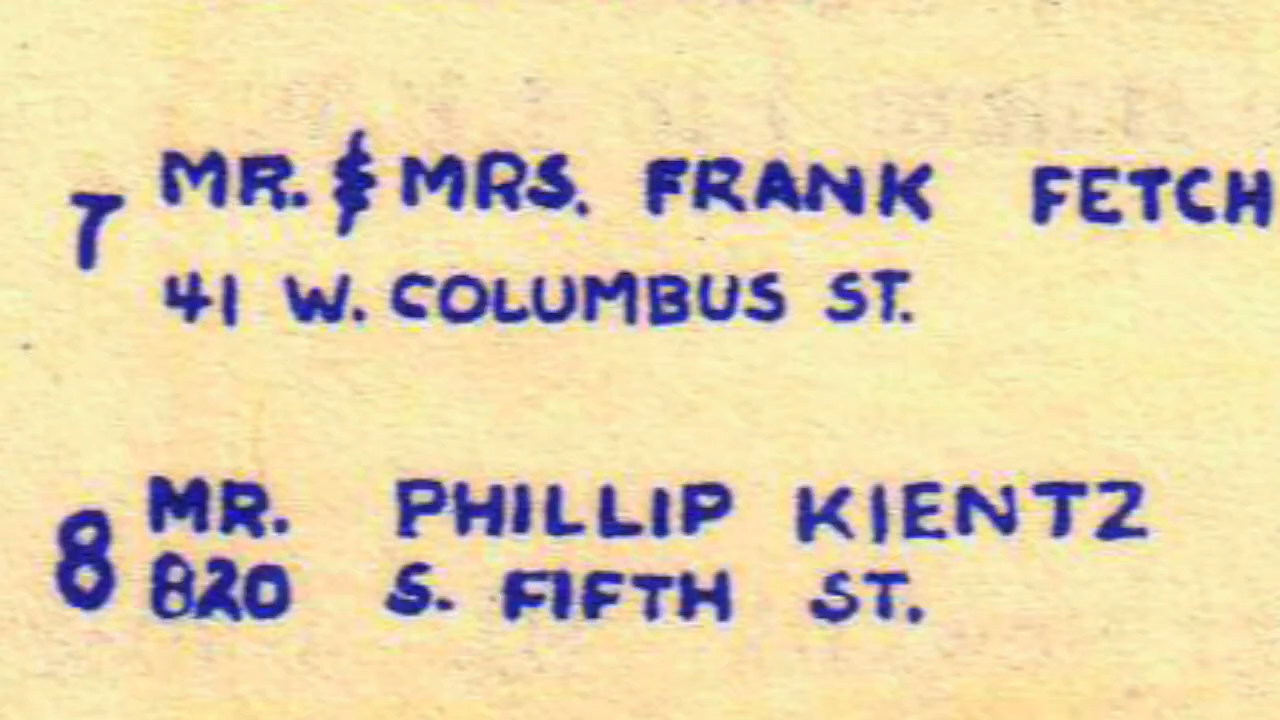 7 MR. & MRS. FRANK FETCH
41 W. COLUMBUS ST.
8 MR. PHILLIP KIENTZ
820 S. FIFTH ST.